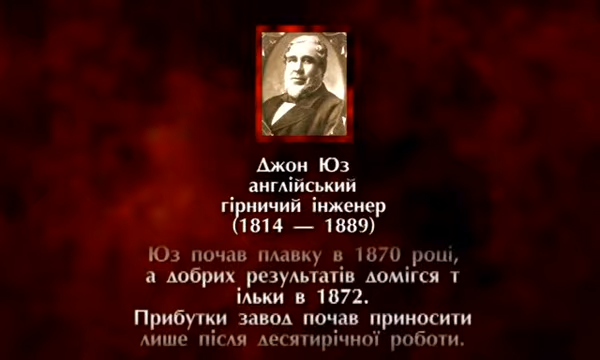 Джон Юз
англійський
гірничий інженер
(1814 — 1889)
Юз почав плавку в 1870 році,
а добрих результатів домігся т
ільки в 1872.
Прибутки завод почав приносити
лише після десятирічної роботи.